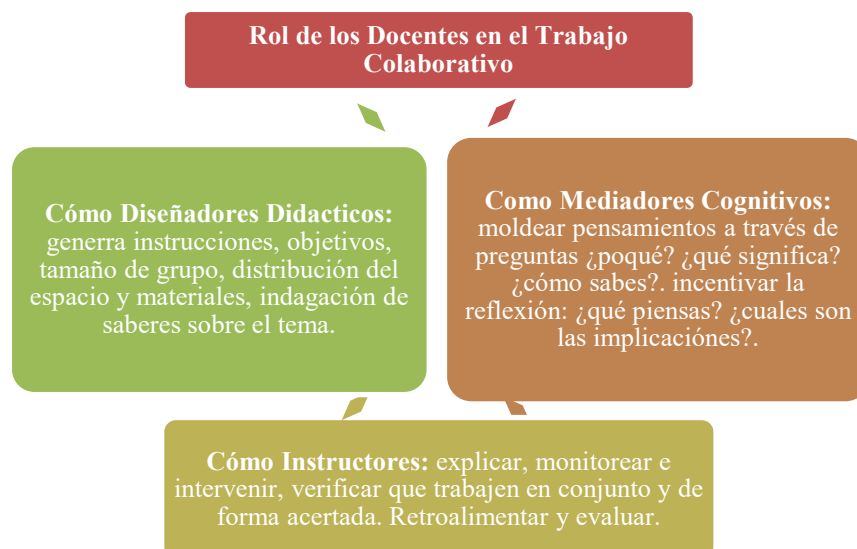 Rol de los Docentes en el Trabajo
Colaborativo
Cómo Diseñadores Didacticos:
generra instrucciones, objetivos,
tamaño de grupo, distribución del
espacio y materiales, indagación de
saberes sobre el tema.
Como Mediadores Cognitivos:
moldear pensamientos a través de
preguntas ¿poqué? ¿qué significa?
¿cómo sabes?. incentivar la
reflexión: ¿qué piensas? ¿cuales son
las implicaciónes?.
Cómo Instructores: explicar, monitorear e
intervenir, verificar que trabajen en conjunto y de
forma acertada. Retroalimentar y evaluar.